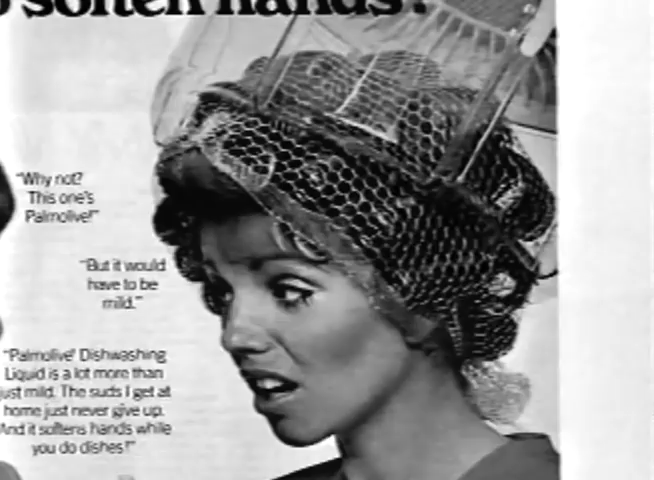 soften hands?
"Why not?
This one's
Palmolive!"
"But it would
have to be
mild."
"Palmolive® Dishwashing
Liquid is a lot more than
just mild. The suds I get at
home just never give up.
And it softens hands while
you do dishes!"